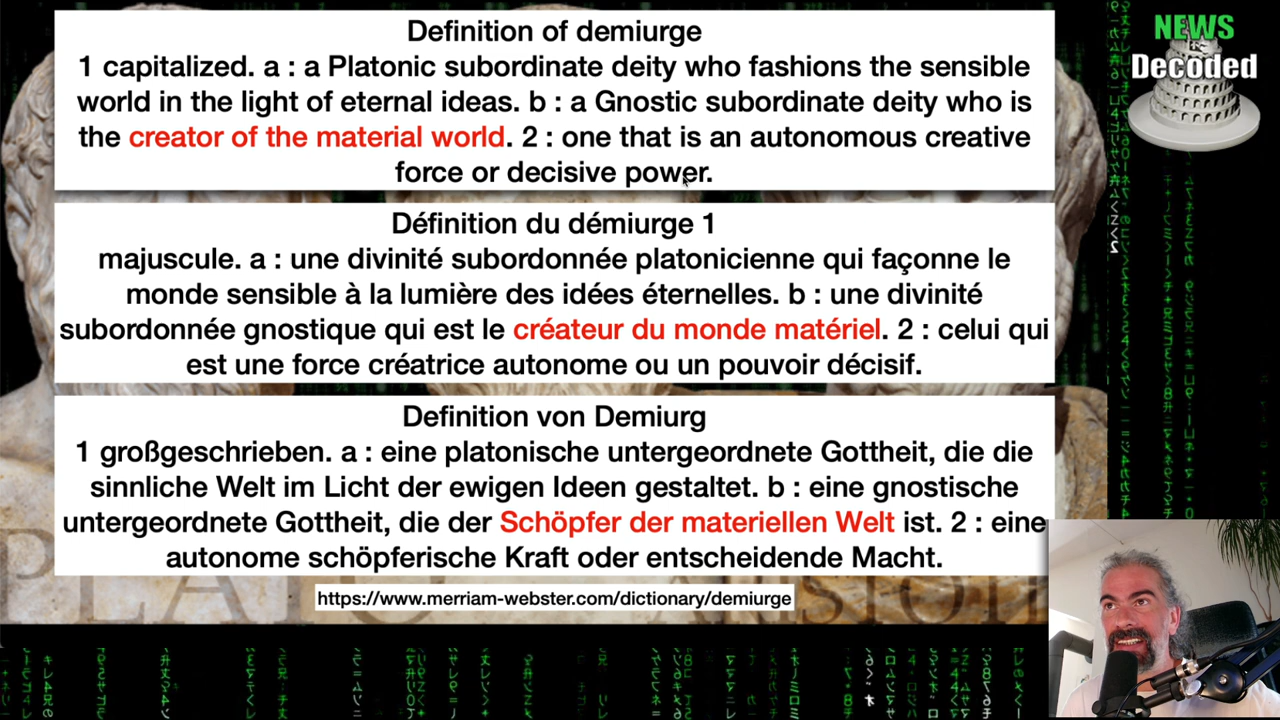 Definition of demiurge
1 capitalized. a : a Platonic subordinate deity who fashions the sensible
world in the light of eternal ideas. b : a Gnostic subordinate deity who is
the creator of the material world. 2 : one that is an autonomous creative
force or decisive power.
Définition du démiurge 1
majuscule. a : une divinité subordonnée platonicienne qui façonne le
monde sensible à la lumière des idées éternelles. b : une divinité
subordonnée gnostique qui est le créateur du monde matériel. 2 : celui qui
est une force créatrice autonome ou un pouvoir décisif.
Definition von Demiurg
1 großgeschrieben. a : eine platonische untergeordnete Gottheit, die die
sinnliche Welt im Licht der ewigen Ideen gestaltet. b : eine gnostische
untergeordnete Gottheit, die der Schöpfer der materiellen Welt ist. 2 : eine
autonome schöpferische Kraft oder entscheidende Macht.
https://www.merriam-webster.com/dictionary/demiurge
NEWS
Decoded